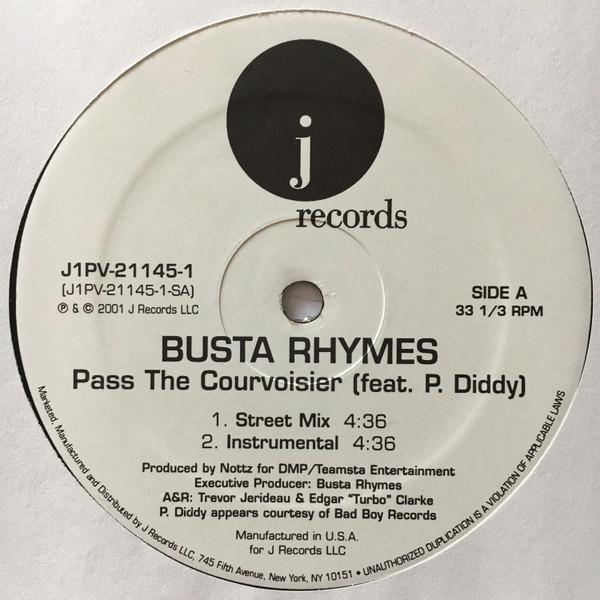 j
records
J1PV-21145-1
(J1PV-21145-1-SA)
℗ & © 2001 J Records LLC
SIDE A
33 1/3 RPM
BUSTA RHYMES
Pass The Courvoisier (feat. P. Diddy)
1. Street Mix 4:36
2. Instrumental 4:36
Produced by Nottz for DMP/Teamsta Entertainment
Executive Producer: Busta Rhymes
A&R: Trevor Jerideau & Edgar "Turbo" Clarke
P. Diddy appears courtesy of Bad Boy Records
Manufactured in U.S.A.
for J Records LLC
Marketed, Manufactured and Distributed by J Records LLC, 745 Fifth Avenue, New York, NY 10151 • UNAUTHORIZED DUPLICATION IS A VIOLATION OF APPLICABLE LAWS